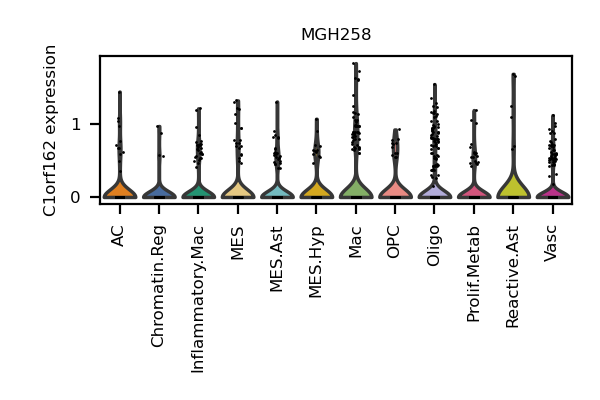 MGH258
C1orf162 expression
1
0
AC
Chromatin.Reg
Inflammatory.Mac
MES
MES.Ast
MES.Hyp
Mac
OPC
Oligo
Prolif.Metab
Reactive.Ast
Vasc